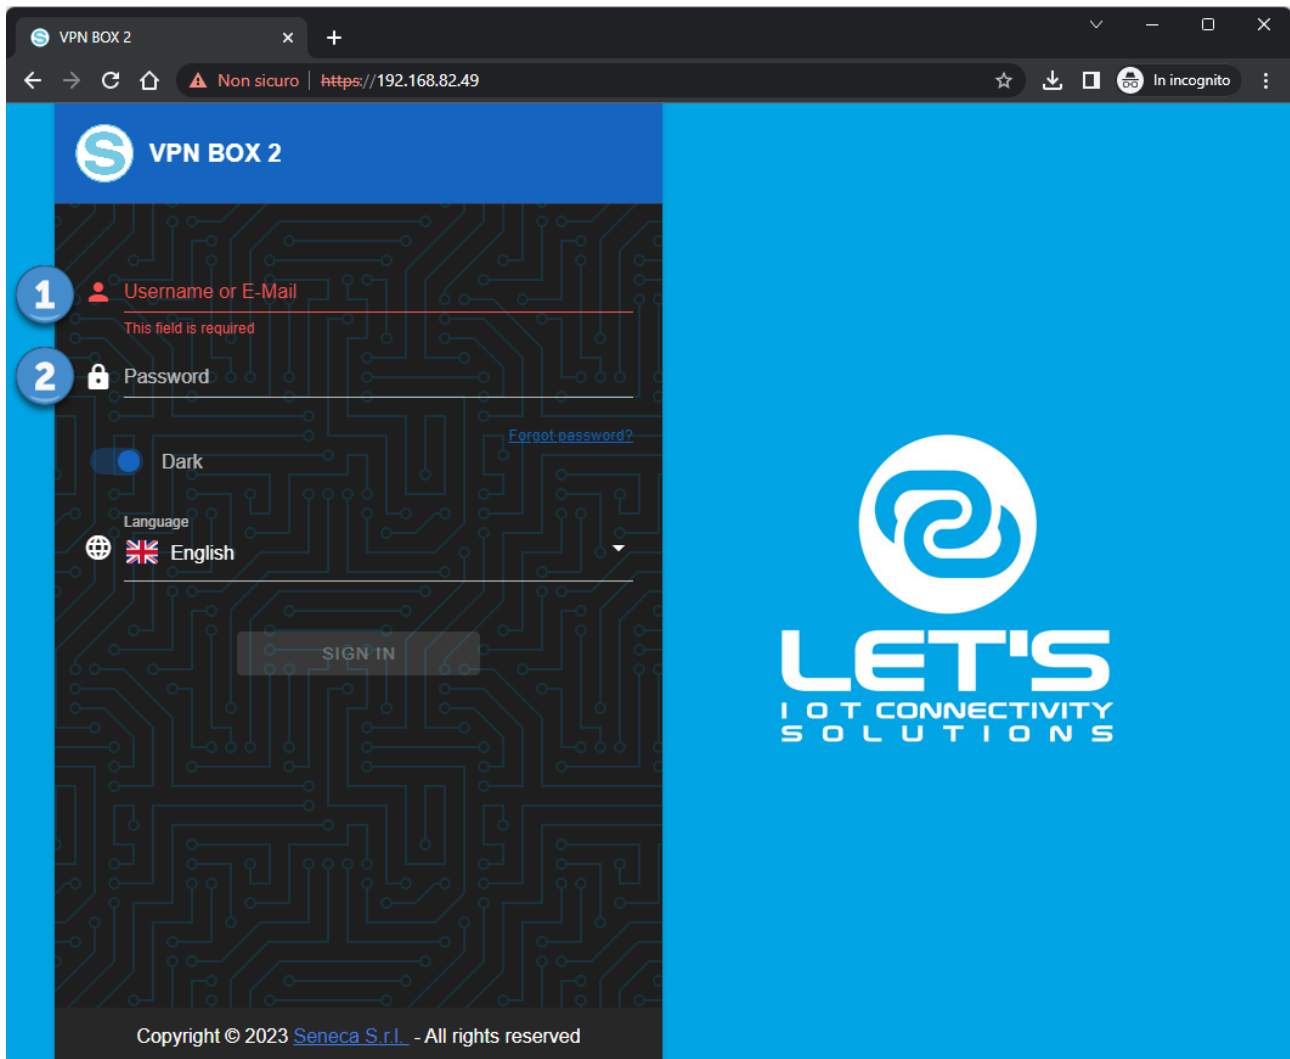 VPN BOX 2
Non sicuro https://192.168.82.49 In incognito
S VPN BOX 2
1 Username or E-Mail
This field is required
2 Password
Forgot password?
Dark
Language
English
SIGN IN
LET'S
IOT CONNECTIVITY
SOLUTIONS
Copyright © 2023 Seneca S.r.l. - All rights reserved